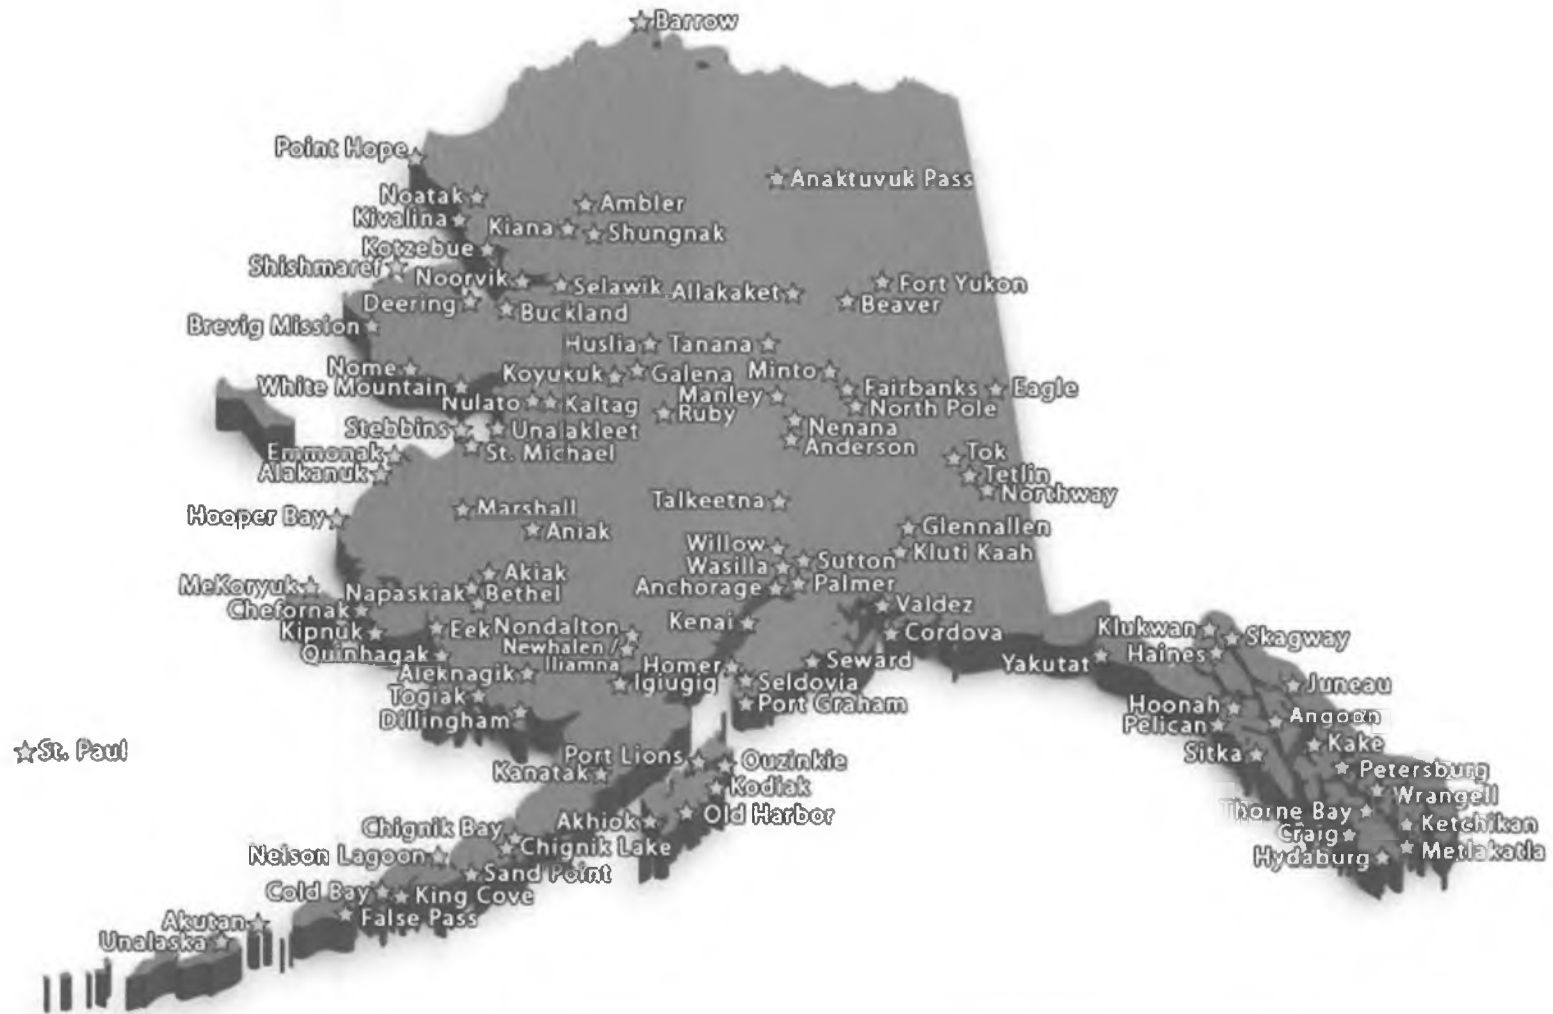 Barrow
Point Hope
Anaktuvuk Pass
Noatak
Ambler
Kivalina
Kiana
Shungnak
Kotzebue
Shishmaref
Noorvik
Selawik
Allakaket
Fort Yukon
Deering
Buckland
Beaver
Brevig Mission
Huslia
Tanana
Nome
Koyukuk
Galena
Minto
White Mountain
Fairbanks
Eagle
Nulato
Kaltag
Manley
North Pole
Ruby
Stebbins
Unalakleet
Nenana
Emmonak
St. Michael
Anderson
Tok
Alakanuk
Tetlin
Northway
Hooper Bay
Marshall
Talkeetna
Aniak
Glennallen
Willow
Sutton
Kluti Kaah
Wasilla
Akiak
MeKoryuk
Napaskiak
Bethel
Anchorage
Palmer
Chefornak
Valdez
Kipnuk
Eek
Nondalton
Kenai
Cordova
Klukwan
Skagway
Quinhagak
Newhalen /
Iliamna
Homer
Seward
Yakutat
Haines
Aleknagik
Igiugig
Seldovia
Juneau
Togiak
Port Graham
Hoonah
Dillingham
Pelican
Angoon
St. Paul
Port Lions
Ouzinkie
Sitka
Kake
Kanatak
Kodiak
Petersburg
Wrangell
Chignik Bay
Akhiok
Old Harbor
Thorne Bay
Ketchikan
Nelson Lagoon
Chignik Lake
Craig
Metlakatla
Sand Point
Hydaburg
Cold Bay
King Cove
Akutan
False Pass
Unalaska